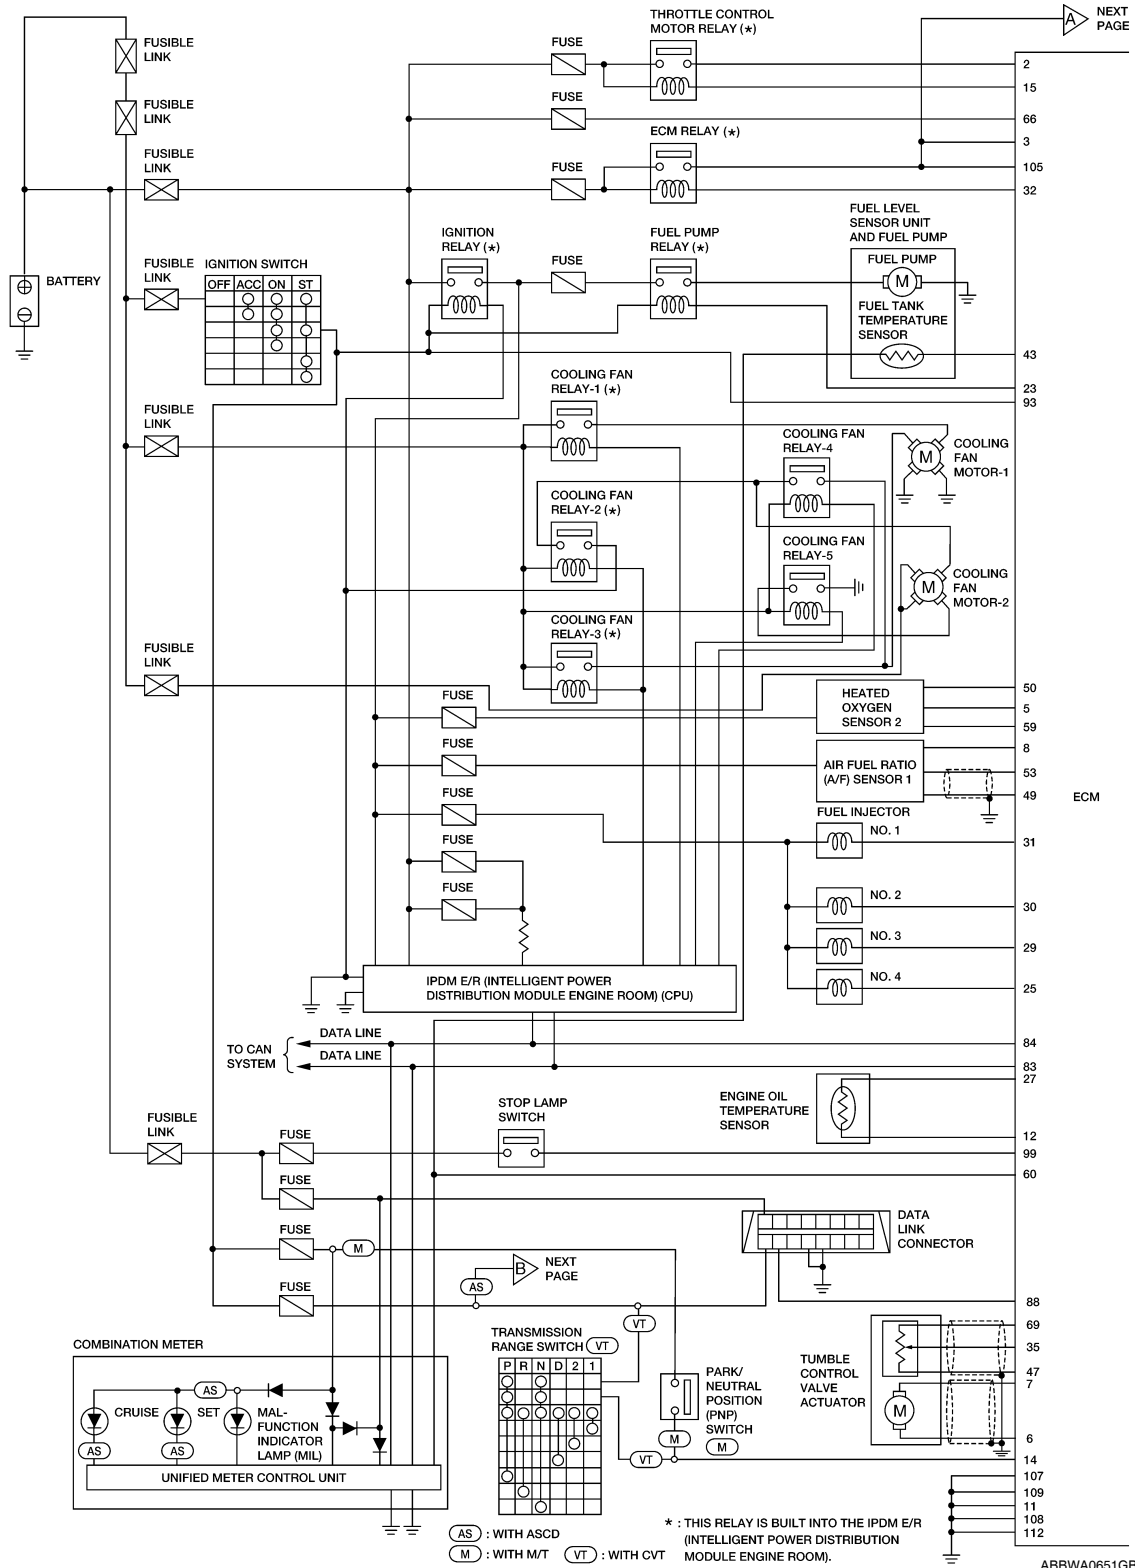 THROTTLE CONTROL
MOTOR RELAY (*)
A
NEXT
PAGE
FUSIBLE
LINK
FUSE
2
15
FUSIBLE
LINK
FUSE
66
ECM RELAY (*)
3
FUSIBLE
LINK
FUSE
105
32
FUEL LEVEL
SENSOR UNIT
AND FUEL PUMP
IGNITION
RELAY (*)
FUEL PUMP
RELAY (*)
FUSE
FUEL PUMP
M
BATTERY
FUSIBLE
LINK
IGNITION SWITCH
OFF ACC ON ST
FUEL TANK
TEMPERATURE
SENSOR
43
23
93
COOLING FAN
RELAY-1 (*)
FUSIBLE
LINK
COOLING FAN
RELAY-4
M
COOLING
FAN
MOTOR-1
COOLING FAN
RELAY-2 (*)
COOLING FAN
RELAY-5
M
COOLING
FAN
MOTOR-2
COOLING FAN
RELAY-3 (*)
FUSIBLE
LINK
FUSE
HEATED
OXYGEN
SENSOR 2
50
5
59
FUSE
AIR FUEL RATIO
(A/F) SENSOR 1
8
53
49
ECM
FUSE
FUEL INJECTOR
NO. 1
31
FUSE
FUSE
NO. 2
30
NO. 3
29
NO. 4
25
IPDM E/R (INTELLIGENT POWER
DISTRIBUTION MODULE ENGINE ROOM) (CPU)
TO CAN
SYSTEM
DATA LINE
84
DATA LINE
83
27
ENGINE OIL
TEMPERATURE
SENSOR
12
FUSIBLE
LINK
FUSE
STOP LAMP
SWITCH
99
60
FUSE
DATA
LINK
CONNECTOR
FUSE
M
B
NEXT
PAGE
AS
FUSE
88
VT
COMBINATION METER
AS
CRUISE
SET
MAL-
FUNCTION
INDICATOR
LAMP (MIL)
AS
AS
UNIFIED METER CONTROL UNIT
TRANSMISSION
RANGE SWITCH VT
P R N D 2 1
PARK/
NEUTRAL
POSITION
(PNP)
SWITCH
M
M
VT
TUMBLE
CONTROL
VALVE
ACTUATOR
M
69
35
47
7
6
14
107
109
11
108
112
AS : WITH ASCD
M : WITH M/T VT : WITH CVT
* : THIS RELAY IS BUILT INTO THE IPDM E/R
(INTELLIGENT POWER DISTRIBUTION
MODULE ENGINE ROOM).
ABBWA0651GB